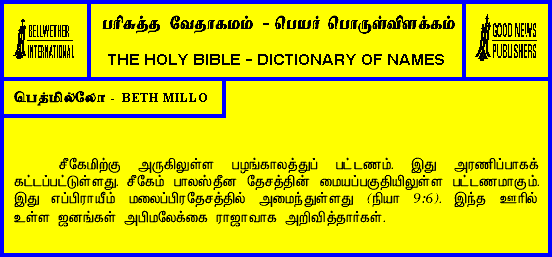 BELLWETHER
INTERNATIONAL
பரிசுத்த வேதாகமம் - பெயர் பொருள்விளக்கம்
THE HOLY BIBLE - DICTIONARY OF NAMES
GOOD NEWS
PUBLISHERS
பெத்மில்லோ - BETH MILLO
சீகேமிற்கு அருகிலுள்ள பழங்காலத்துப் பட்டணம். இது அரணிப்பாகக்
கட்டப்பட்டுள்ளது. சீகேம் பாலஸ்தீன தேசத்தின் மையப்பகுதியிலுள்ள பட்டணமாகும்.
இது எப்பிராயீம் மலைப்பிரதேசத்தில் அமைந்துள்ளது (நியா 9:6). இந்த ஊரில்
உள்ள ஜனங்கள் அபிமலேக்கை ராஜாவாக அறிவித்தார்கள்.